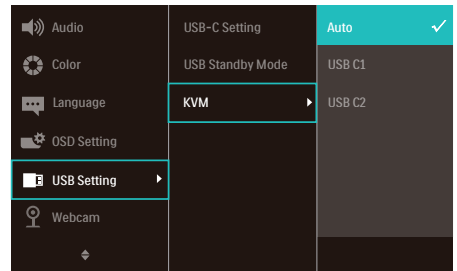 Audio
Color
Language
OSD Setting
USB Setting
Webcam
USB-C Setting
USB Standby Mode
KVM
Auto
USB C1
USB C2